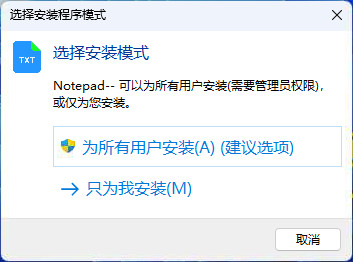 选择安装程序模式
选择安装模式
TXT
Notepad-- 可以为所有用户安装(需要管理员权限)，
或仅为您安装。
为所有用户安装(A) (建议选项)
只为我安装(M)
取消